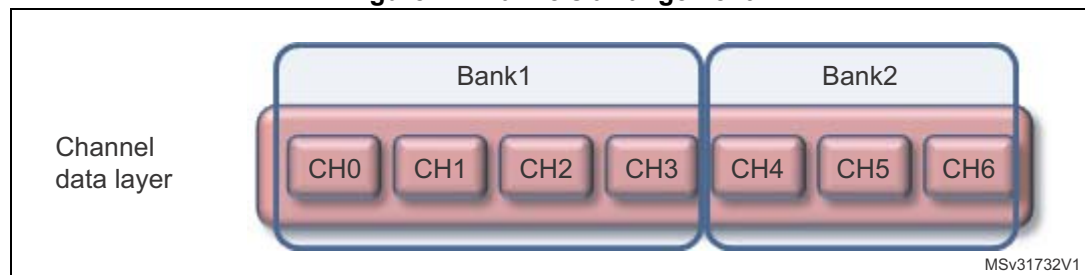 Bank1 Bank2
Channel
data layer
CH0 CH1 CH2 CH3 CH4 CH5 CH6
MSv31732V1